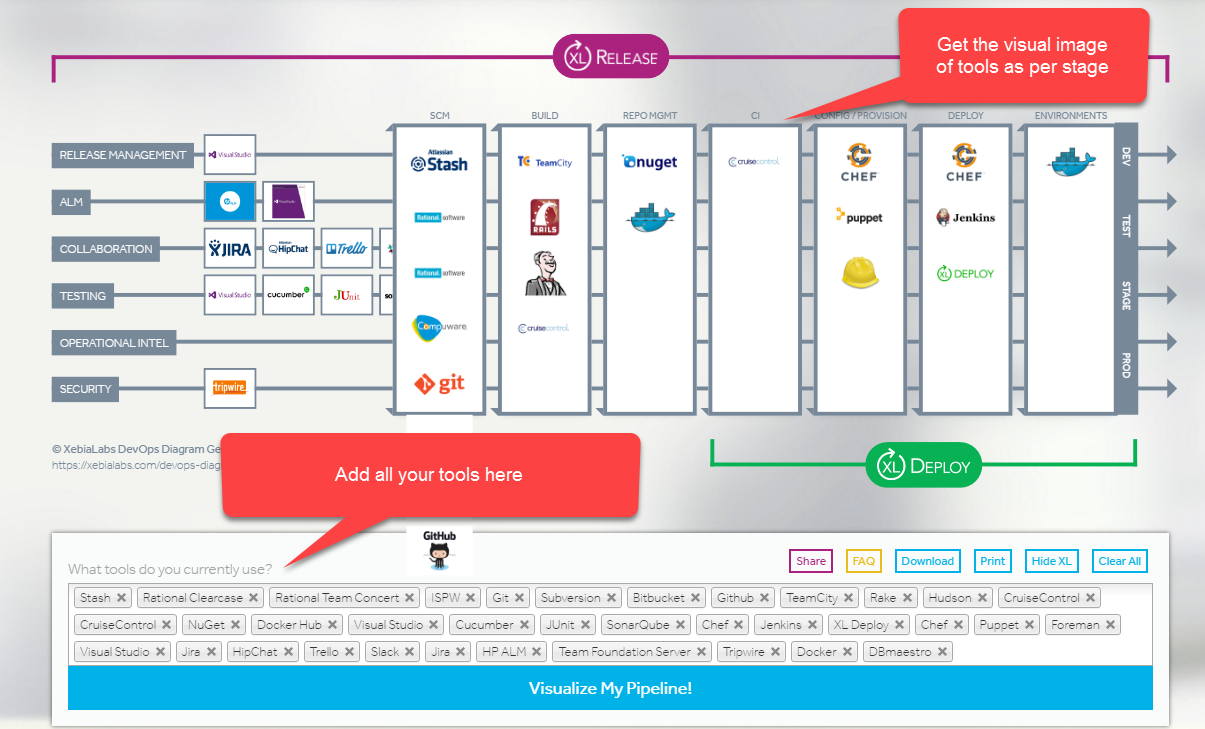 XL RELEASE
Get the visual image
of tools as per stage
SCM
BUILD
REPO MGMT
CI
CONFIG / PROVISION
DEPLOY
ENVIRONMENTS
RELEASE MANAGEMENT
Visual Studio
Atlassian
Stash
TC TeamCity
nuget
cruisecontrol.
CHEF
CHEF
DEV
ALM
Visual Studio
Rational. software
RAILS
puppet
Jenkins
TEST
COLLABORATION
JIRA
HipChat
Trello
TESTING
Visual Studio
cucumber
JUnit
so
Rational. software
XL DEPLOY
STAGE
OPERATIONAL INTEL
Compuware
cruisecontrol.
PROD
SECURITY
tripwire.
git
© XebiaLabs DevOps Diagram Ge
https://xebialabs.com/devops-diag
XL DEPLOY
Add all your tools here
GitHub
What tools do you currently use?
Share
FAQ
Download
Print
Hide XL
Clear All
Stash × Rational Clearcase × Rational Team Concert × ISPW × Git × Subversion × Bitbucket × Github × TeamCity × Rake × Hudson × CruiseControl ×
CruiseControl × NuGet × Docker Hub × Visual Studio × Cucumber × JUnit × SonarQube × Chef × Jenkins × XL Deploy × Chef × Puppet × Foreman ×
Visual Studio × Jira × HipChat × Trello × Slack × Jira × HP ALM × Team Foundation Server × Tripwire × Docker × DBmaestro ×
Visualize My Pipeline!